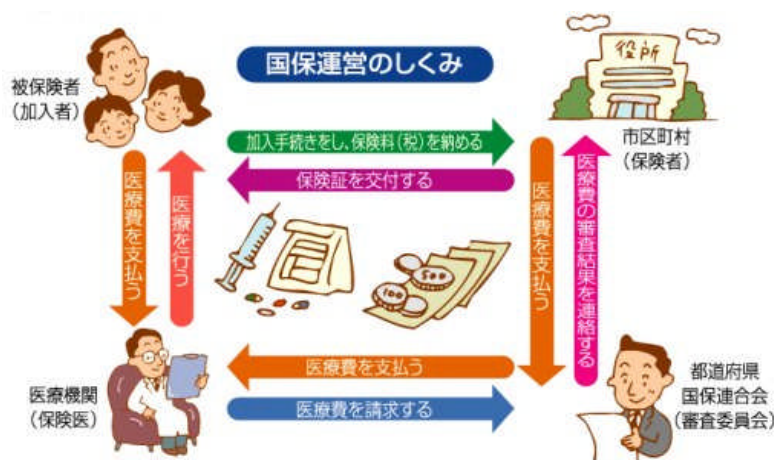 国保運営のしくみ
役所
被保険者
(加入者)
市区町村
(保険者)
加入手続きをし、保険料(税)を納める
保険証を交付する
医療費を支払う
医療を行う
医療費を支払う
医療費の審査結果を連絡する
500
100
医療費を支払う
医療費を請求する
医療機関
(保険医)
都道府県
国保連合会
(審査委員会)